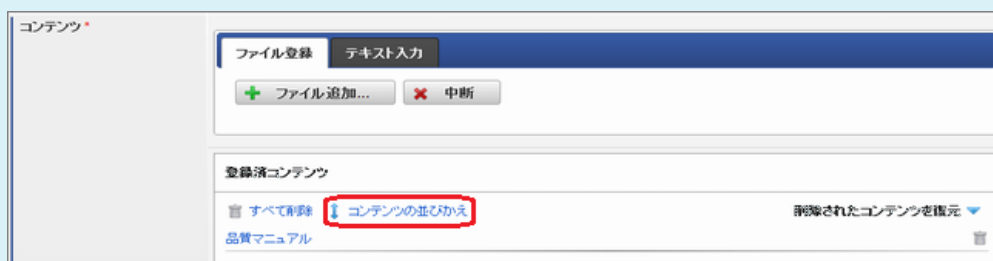 コンテンツ*
ファイル登録 テキスト入力
ファイル追加... 中断
登録済コンテンツ
すべて削除 コンテンツの並びかえ 削除されたコンテンツを復元
品質マニュアル